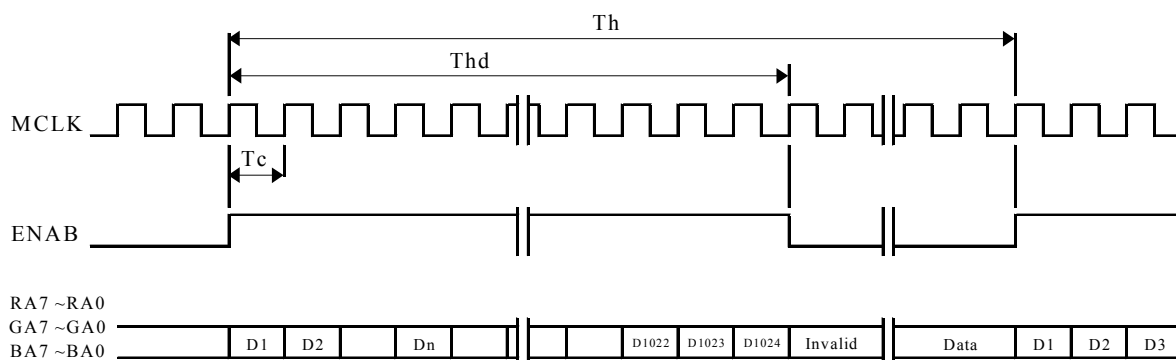 Th
Thd
MCLK
Tc
ENAB
RA7 ~RA0
GA7 ~GA0
BA7 ~BA0
D1 D2 Dn D1022 D1023 D1024 Invalid Data D1 D2 D3